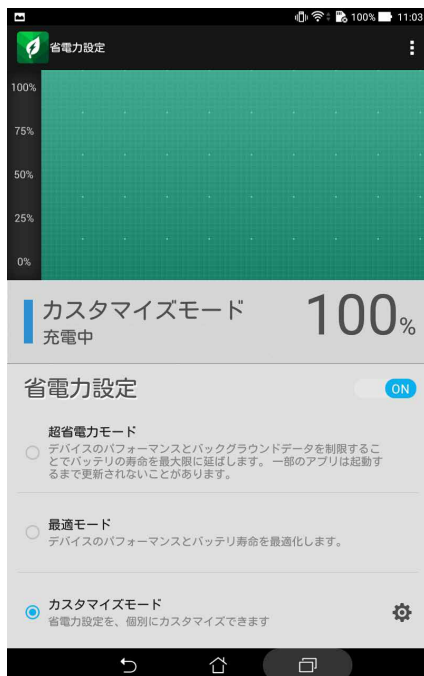 100% 11:03
省電力設定
100%
75%
50%
25%
0%
カスタマイズモード
充電中
100%
省電力設定
ON
超省電力モード
デバイスのパフォーマンスとバックグラウンドデータを制限するこ
とでバッテリの寿命を最大限に延ばします。 一部のアプリは起動す
るまで更新されないことがあります。
最適モード
デバイスのパフォーマンスとバッテリ寿命を最適化します。
カスタマイズモード
省電力設定を、個別にカスタマイズできます